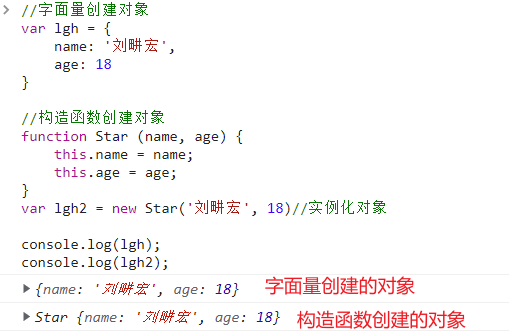 //字面量创建对象
var lgh = {
name: '刘畊宏',
age: 18
}
//构造函数创建对象
function Star (name, age) {
this.name = name;
this.age = age;
}
var lgh2 = new Star('刘畊宏', 18)//实例化对象
console.log(lgh);
console.log(lgh2);
{name: '刘畊宏', age: 18} 字面量创建的对象
Star {name: '刘畊宏', age: 18} 构造函数创建的对象